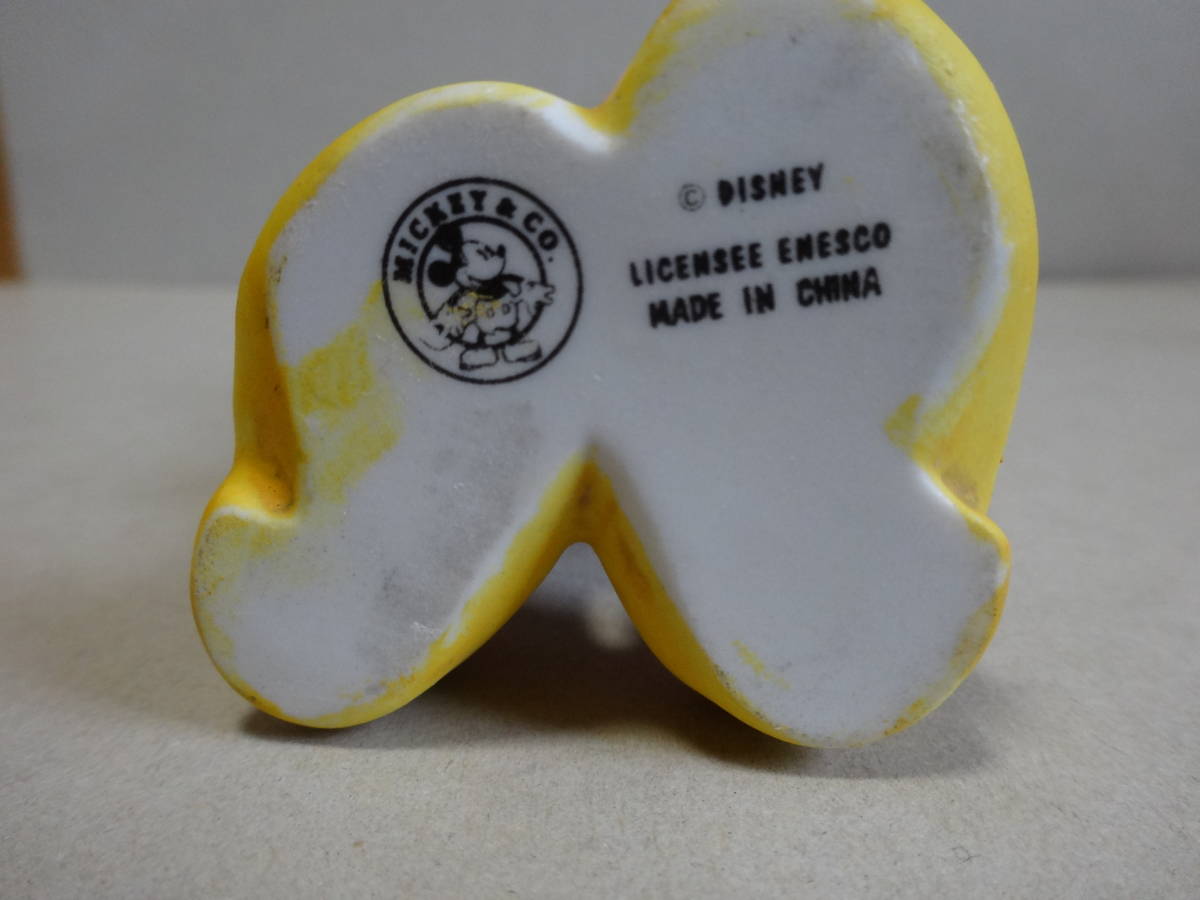 MICKEY & CO.
© DISNEY
LICENSEE ENESCO
MADE IN CHINA